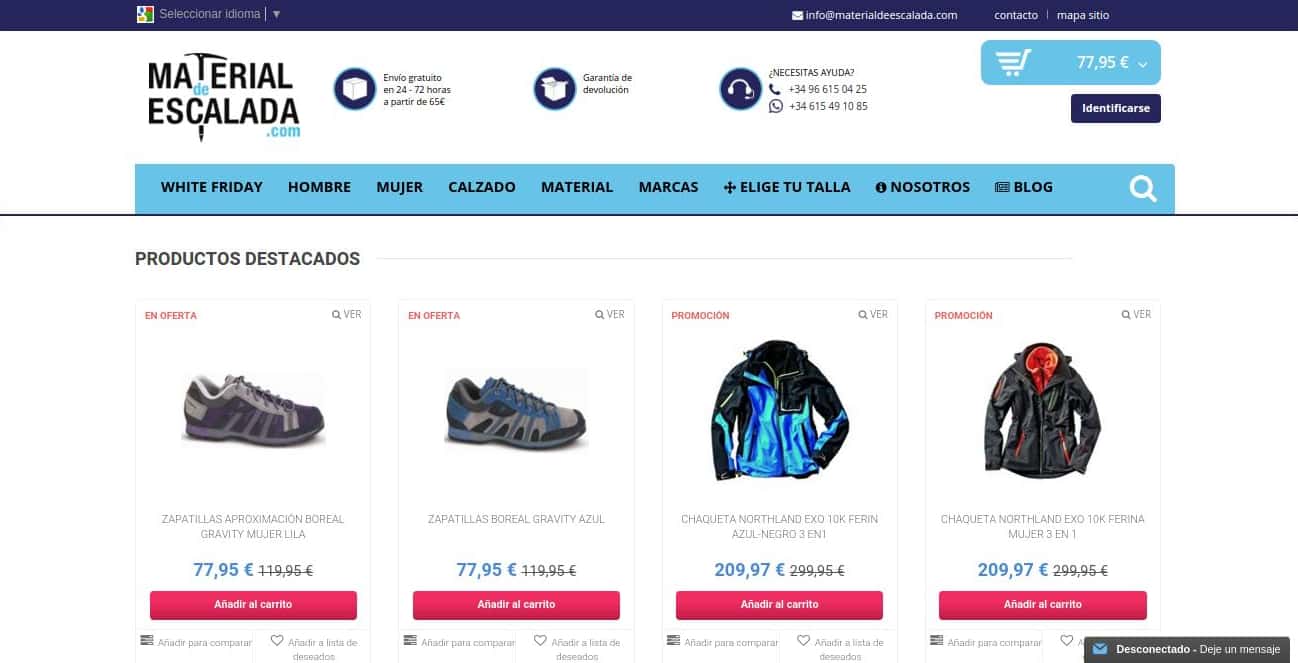 Seleccionar idioma ▼
info@materialdeescalada.com
contacto
mapa sitio
MATERIAL
de
ESCALADA
.com
Envío gratuito
en 24 - 72 horas
a partir de 65€
Garantía de
devolución
¿NECESITAS AYUDA?
+34 96 615 04 25
+34 615 49 10 85
77,95 €
Identificarse
WHITE FRIDAY HOMBRE MUJER CALZADO MATERIAL MARCAS ELIGE TU TALLA NOSOTROS BLOG
PRODUCTOS DESTACADOS
EN OFERTA
VER
ZAPATILLAS APROXIMACIÓN BOREAL
GRAVITY MUJER LILA
77,95 € 119,95 €
Añadir al carrito
Añadir para comparar
Añadir a lista de
deseados
EN OFERTA
VER
ZAPATILLAS BOREAL GRAVITY AZUL
77,95 € 119,95 €
Añadir al carrito
Añadir para comparar
Añadir a lista de
deseados
PROMOCIÓN
VER
CHAQUETA NORTHLAND EXO 10K FERIN
AZUL-NEGRO 3 EN1
209,97 € 299,95 €
Añadir al carrito
Añadir para comparar
Añadir a lista de
deseados
PROMOCIÓN
VER
CHAQUETA NORTHLAND EXO 10K FERINA
MUJER 3 EN 1
209,97 € 299,95 €
Añadir al carrito
Añadir para comparar
Desconectado - Deje un mensaje